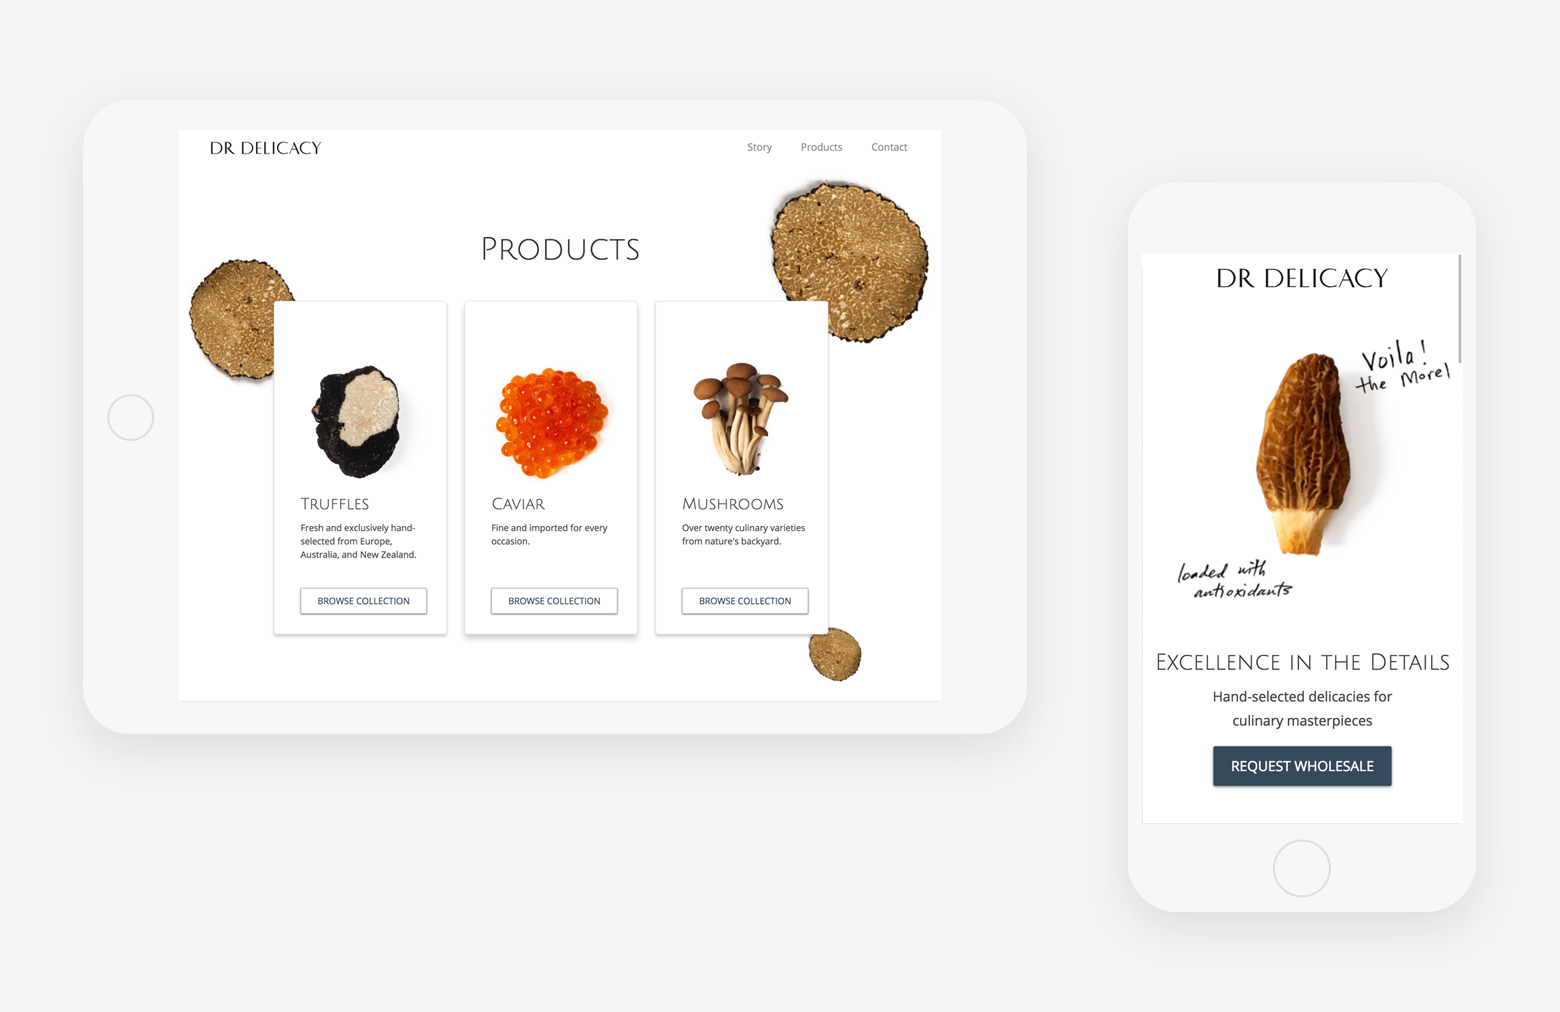 DR DELICACY
Story
Products
Contact
PRODUCTS
TRUFFLES
Fresh and exclusively hand-
selected from Europe,
Australia, and New Zealand.
BROWSE COLLECTION
CAVIAR
Fine and imported for every
occasion.
BROWSE COLLECTION
MUSHROOMS
Over twenty culinary varieties
from nature's backyard.
BROWSE COLLECTION
DR DELICACY
Voila!
the Morel
loaded with
antioxidants
EXCELLENCE IN THE DETAILS
Hand-selected delicacies for
culinary masterpieces
REQUEST WHOLESALE